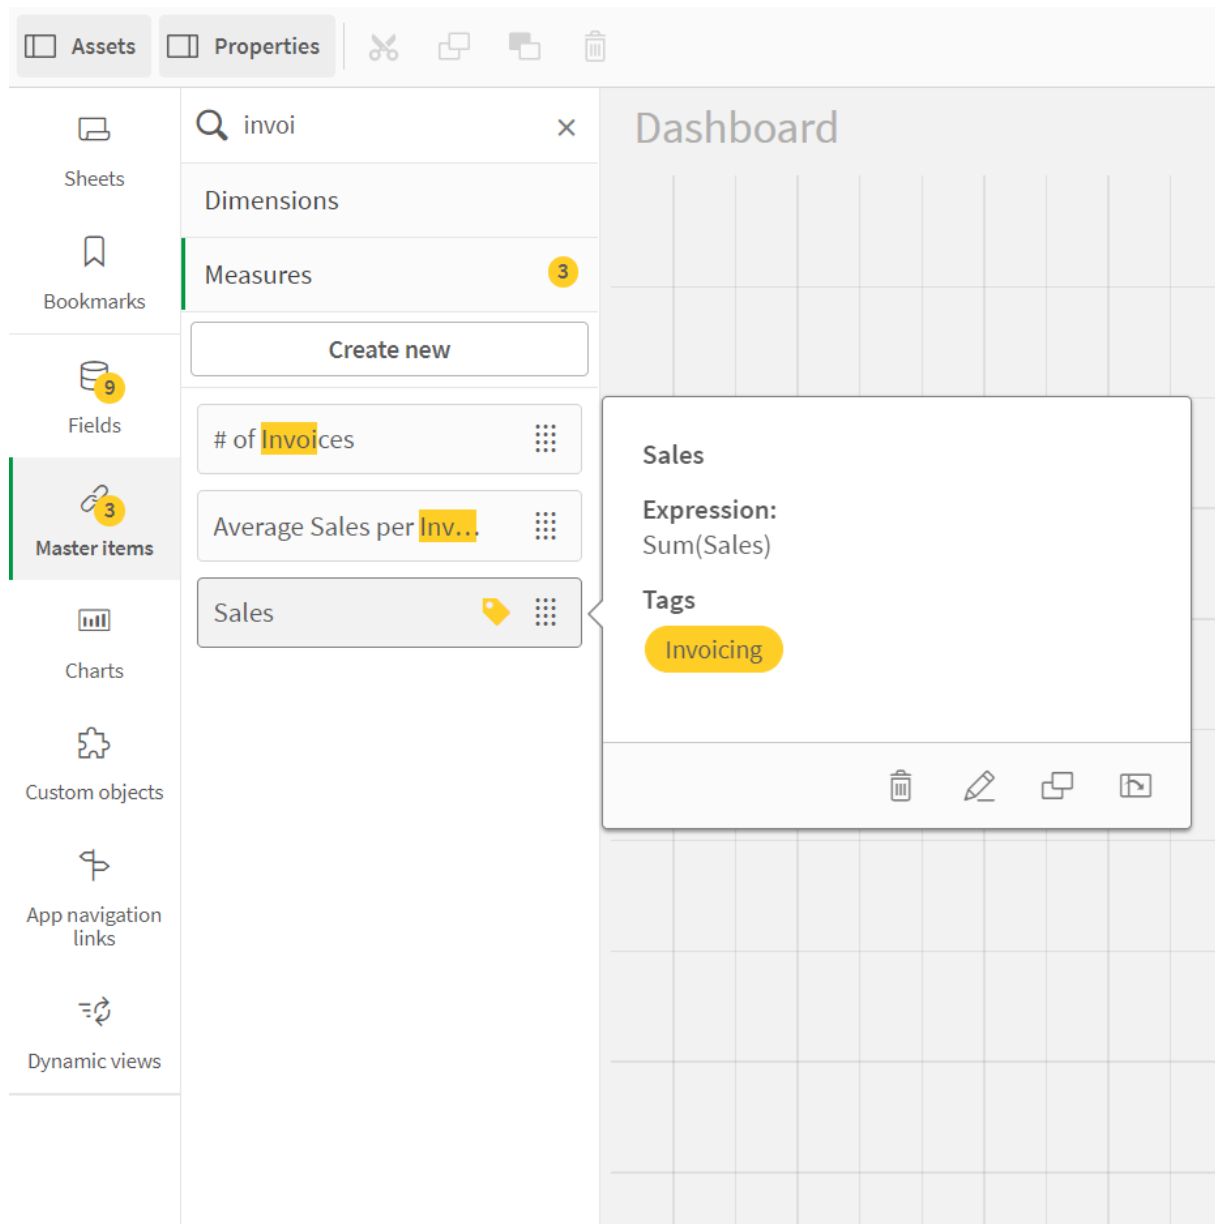 Assets
Properties
Sheets
Bookmarks
9
Fields
3
Master items
Charts
Custom objects
App navigation
links
Dynamic views
invoi
Dimensions
Measures
3
Create new
# of Invoices
Average Sales per Inv...
Sales
Dashboard
Sales
Expression:
Sum(Sales)
Tags
Invoicing